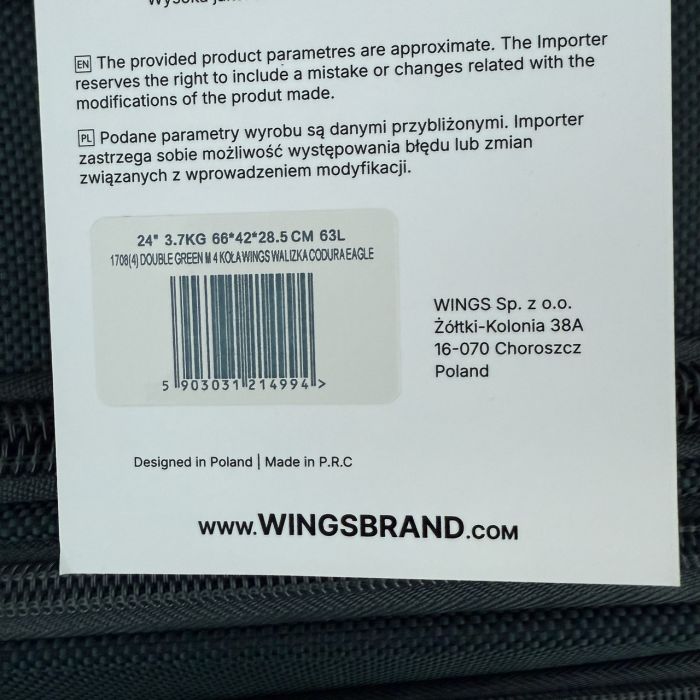 Wysoka
EN The provided product parametres are approximate. The Importer
reserves the right to include a mistake or changes related with the
modifications of the produt made.
PL Podane parametry wyrobu są danymi przybliżonymi. Importer
zastrzega sobie możliwość występowania błędu lub zmian
związanych z wprowadzeniem modyfikacji.
24" 3.7KG 66*42*28.5 CM 63L
1708(4) DOUBLE GREEN M 4 KOŁA WINGS WALIZKA CODURA EAGLE
5 903031 214994 >
WINGS Sp. z o.o.
Żółtki-Kolonia 38A
16-070 Choroszcz
Poland
Designed in Poland | Made in P.R.C
www.WINGSBRAND.COM